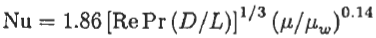 Nu = 1.86 [Re Pr (D/L)]^{1/3} (μ/μ_w)^{0.14}